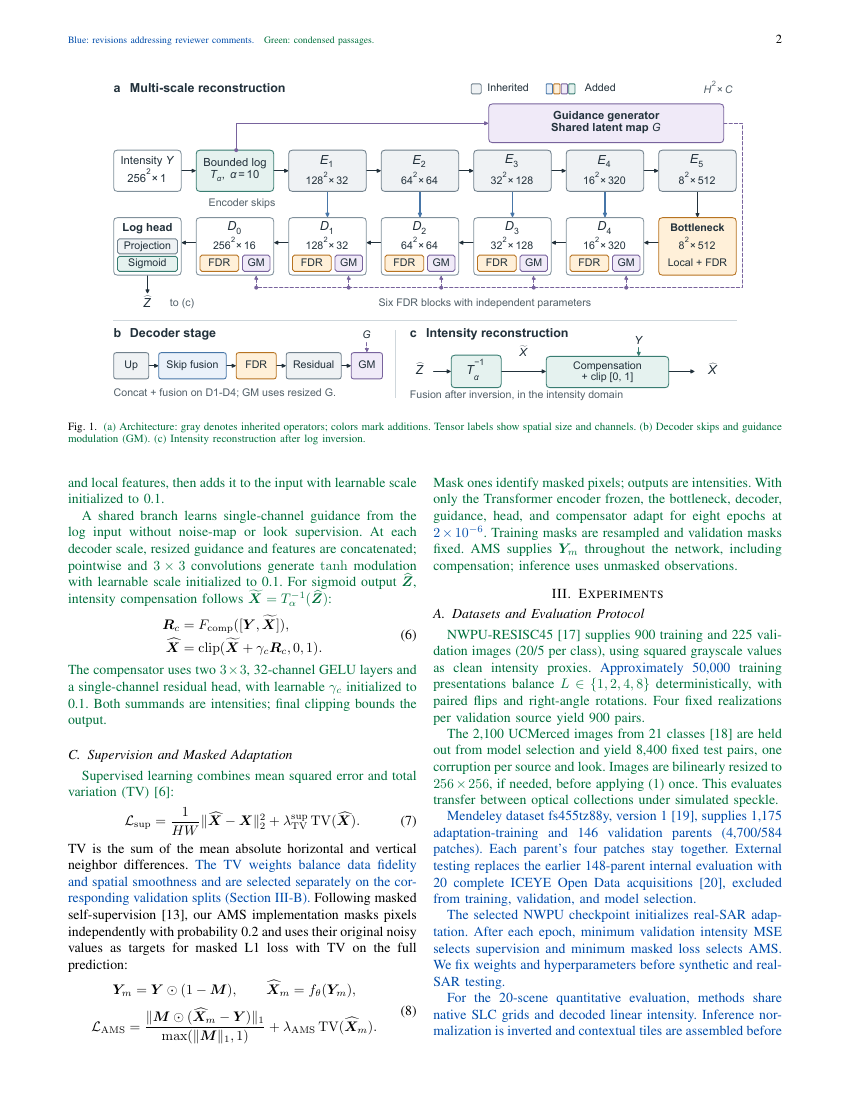 Blue: revisions addressing reviewer comments. Green: condensed passages.
2
a Multi-scale reconstruction
Inherited
Added
H² × C
Guidance generator
Shared latent map G
Intensity Y
256² × 1
Bounded log
Tα, α = 10
E₁
128² × 32
E₂
64² × 64
E₃
32² × 128
E₄
16² × 320
E₅
8² × 512
Encoder skips
Log head
Projection
Sigmoid
D₀
256² × 16
FDR GM
D₁
128² × 32
FDR GM
D₂
64² × 64
FDR GM
D₃
32² × 128
FDR GM
D₄
16² × 320
FDR GM
Bottleneck
8² × 512
Local + FDR
Ẑ to (c)
Six FDR blocks with independent parameters
b Decoder stage
G
Up
Skip fusion
FDR
Residual
GM
Concat + fusion on D1-D4; GM uses resized G.
c Intensity reconstruction
Y
Ẑ
Tα⁻¹
X̃
Compensation
+ clip [0, 1]
X̂
Fusion after inversion, in the intensity domain
Fig. 1. (a) Architecture: gray denotes inherited operators; colors mark additions. Tensor labels show spatial size and channels. (b) Decoder skips and guidance
modulation (GM). (c) Intensity reconstruction after log inversion.
and local features, then adds it to the input with learnable scale
initialized to 0.1.
A shared branch learns single-channel guidance from the
log input without noise-map or look supervision. At each
decoder scale, resized guidance and features are concatenated;
pointwise and 3 × 3 convolutions generate tanh modulation
with learnable scale initialized to 0.1. For sigmoid output Ẑ,
intensity compensation follows X̃ = Tα⁻¹(Ẑ):
R_c = F_comp([Y, X̃]),
X̂ = clip(X̃ + γ_c R_c, 0, 1).
(6)
The compensator uses two 3×3, 32-channel GELU layers and
a single-channel residual head, with learnable γ_c initialized to
0.1. Both summands are intensities; final clipping bounds the
output.
C. Supervision and Masked Adaptation
Supervised learning combines mean squared error and total
variation (TV) [6]:
L_sup = 1/(HW) ‖X̂ − X‖₂² + λ_TV^sup TV(X̂). (7)
TV is the sum of the mean absolute horizontal and vertical
neighbor differences. The TV weights balance data fidelity
and spatial smoothness and are selected separately on the cor-
responding validation splits (Section III-B). Following masked
self-supervision [13], our AMS implementation masks pixels
independently with probability 0.2 and uses their original noisy
values as targets for masked L1 loss with TV on the full
prediction:
Y_m = Y ⊙ (1 − M), X̂_m = f_θ(Y_m),
L_AMS = ‖M ⊙ (X̂_m − Y)‖₁ / max(‖M‖₁, 1) + λ_AMS TV(X̂_m).
(8)
Mask ones identify masked pixels; outputs are intensities. With
only the Transformer encoder frozen, the bottleneck, decoder,
guidance, head, and compensator adapt for eight epochs at
2 × 10⁻⁶. Training masks are resampled and validation masks
fixed. AMS supplies Y_m throughout the network, including
compensation; inference uses unmasked observations.
III. Experiments
A. Datasets and Evaluation Protocol
NWPU-RESISC45 [17] supplies 900 training and 225 vali-
dation images (20/5 per class), using squared grayscale values
as clean intensity proxies. Approximately 50,000 training
presentations balance L ∈ {1, 2, 4, 8} deterministically, with
paired flips and right-angle rotations. Four fixed realizations
per validation source yield 900 pairs.
The 2,100 UCMerced images from 21 classes [18] are held
out from model selection and yield 8,400 fixed test pairs, one
corruption per source and look. Images are bilinearly resized to
256×256, if needed, before applying (1) once. This evaluates
transfer between optical collections under simulated speckle.
Mendeley dataset fs455tz88y, version 1 [19], supplies 1,175
adaptation-training and 146 validation parents (4,700/584
patches). Each parent's four patches stay together. External
testing replaces the earlier 148-parent internal evaluation with
20 complete ICEYE Open Data acquisitions [20], excluded
from training, validation, and model selection.
The selected NWPU checkpoint initializes real-SAR adap-
tation. After each epoch, minimum validation intensity MSE
selects supervision and minimum masked loss selects AMS.
We fix weights and hyperparameters before synthetic and real-
SAR testing.
For the 20-scene quantitative evaluation, methods share
native SLC grids and decoded linear intensity. Inference nor-
malization is inverted and contextual tiles are assembled before